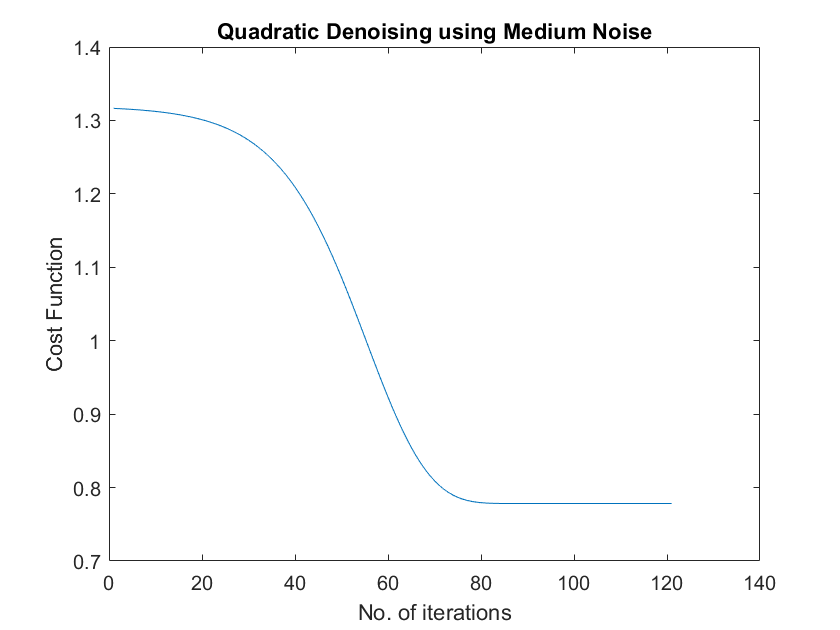 Quadratic Denoising using Medium Noise
1.4
1.3
1.2
1.1
1
0.9
0.8
0.7
Cost Function
0 20 40 60 80 100 120 140
No. of iterations